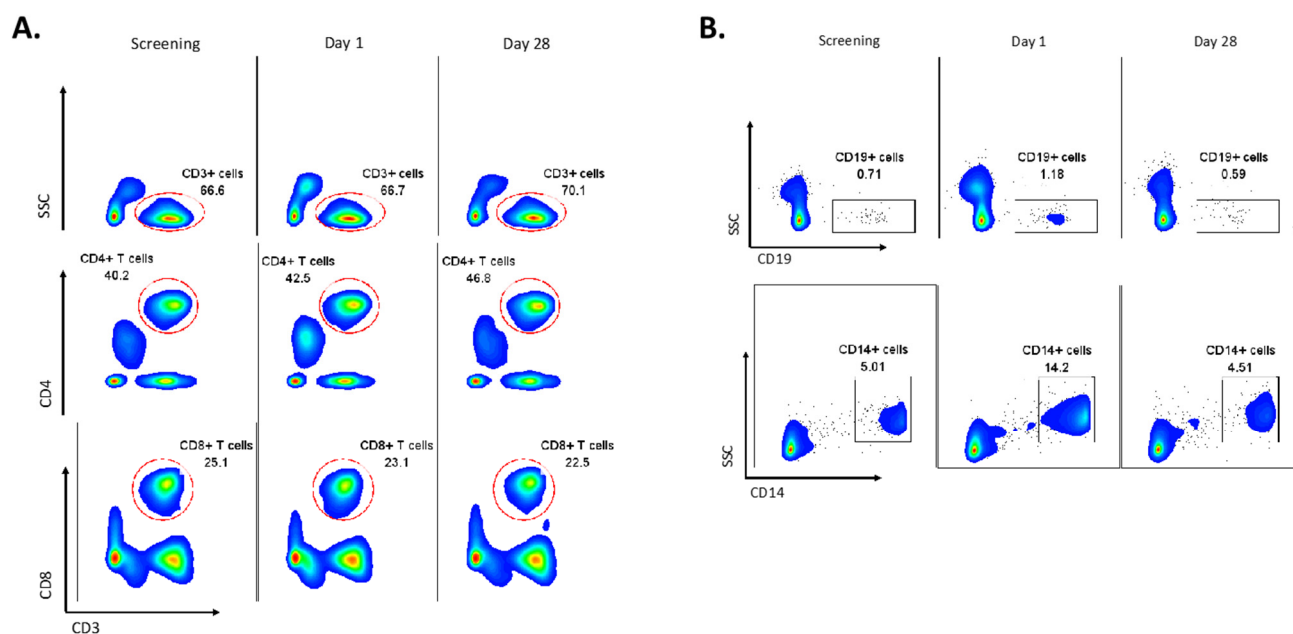 A.
Screening
Day 1
Day 28
SSC
CD3+ cells
66.6
CD3+ cells
66.7
CD3+ cells
70.1
CD4
CD4+ T cells
40.2
CD4+ T cells
42.5
CD4+ T cells
46.8
CD8
CD8+ T cells
25.1
CD8+ T cells
23.1
CD8+ T cells
22.5
CD3
B.
Screening
Day 1
Day 28
SSC
CD19+ cells
0.71
CD19+ cells
1.18
CD19+ cells
0.59
CD19
SSC
CD14+ cells
5.01
CD14+ cells
14.2
CD14+ cells
4.51
CD14